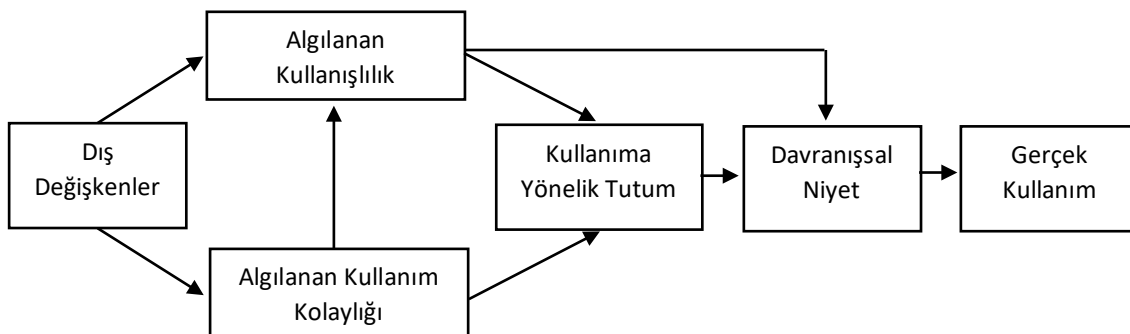 Algılanan
Kullanışlılık
Dış
Değişkenler
Kullanıma
Yönelik Tutum
Davranışsal
Niyet
Gerçek
Kullanım
Algılanan Kullanım
Kolaylığı